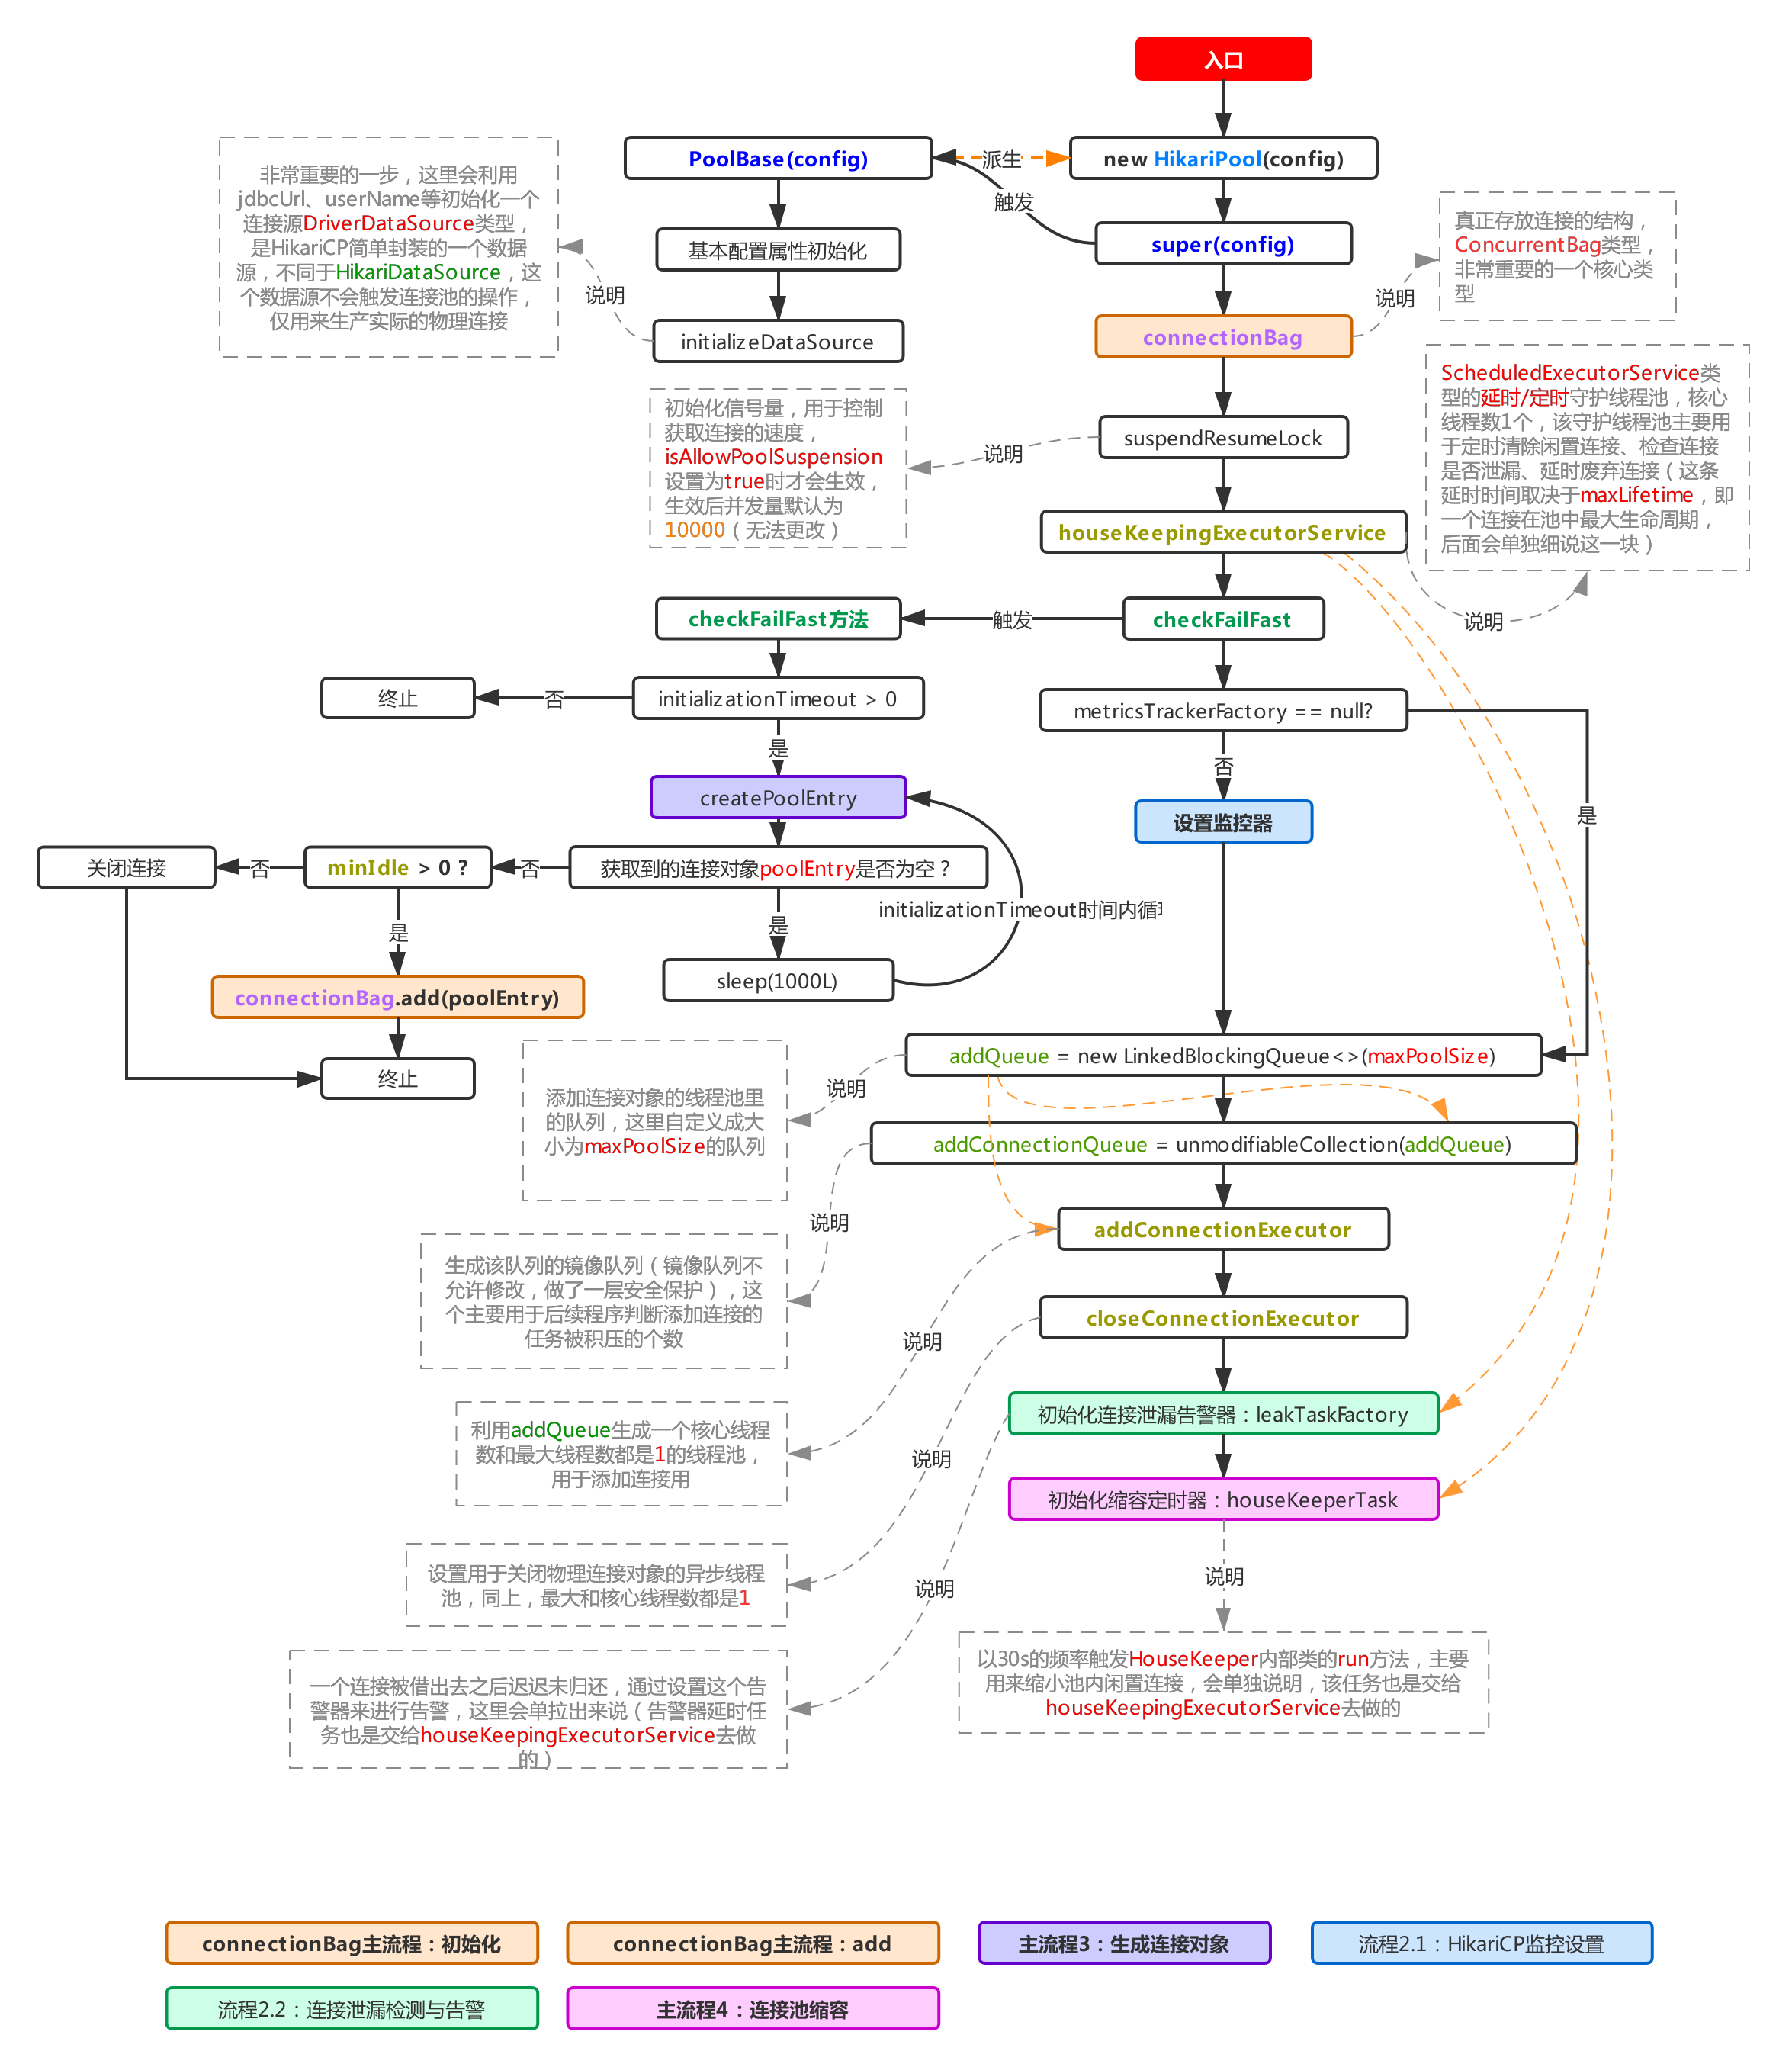 入口
PoolBase(config)
派生
new HikariPool(config)
触发
super(config)
非常重要的一步，这里会利用
jdbcUrl、userName等初始化一个
连接源DriverDataSource类型，
是HikariCP简单封装的一个数据
源，不同于HikariDataSource，这
个数据源不会触发连接池的操作，
仅用来生产实际的物理连接
说明
基本配置属性初始化
initializeDataSource
connectionBag
说明
真正存放连接的结构，
ConcurrentBag类型，
非常重要的一个核心类
型
初始化信号量，用于控制
获取连接的速度，
isAllowPoolSuspension
设置为true时才会生效，
生效后并发量默认为
10000（无法更改）
说明
suspendResumeLock
ScheduledExecutorService类
型的延时/定时守护线程池，核心
线程数1个，该守护线程池主要用
于定时清除闲置连接、检查连接
是否泄漏、延时废弃连接（这条
延时时间取决于maxLifetime，即
一个连接在池中最大生命周期，
后面会单独细说这一块）
houseKeepingExecutorService
说明
checkFailFast方法
触发
checkFailFast
终止
否
initializationTimeout > 0
metricsTrackerFactory == null?
是
否
是
createPoolEntry
设置监控器
关闭连接
否
minIdle > 0 ?
否
获取到的连接对象poolEntry是否为空？
initializationTimeout时间内循
是
是
connectionBag.add(poolEntry)
sleep(1000L)
终止
addQueue = new LinkedBlockingQueue<>(maxPoolSize)
说明
添加连接对象的线程池里
的队列，这里自定义成大
小为maxPoolSize的队列
addConnectionQueue = unmodifiableCollection(addQueue)
说明
生成该队列的镜像队列（镜像队列不
允许修改，做了一层安全保护），这
个主要用于后续程序判断添加连接的
任务被积压的个数
addConnectionExecutor
说明
利用addQueue生成一个核心线程
数和最大线程数都是1的线程池，
用于添加连接用
closeConnectionExecutor
说明
设置用于关闭物理连接对象的异步线程
池，同上，最大和核心线程数都是1
初始化连接泄漏告警器：leakTaskFactory
说明
一个连接被借出去之后迟迟未归还，通过设置这个告
警器来进行告警，这里会单拉出来说（告警器延时任
务也是交给houseKeepingExecutorService去做
的）
初始化缩容定时器：houseKeeperTask
说明
以30s的频率触发HouseKeeper内部类的run方法，主要
用来缩小池内闲置连接，会单独说明，该任务也是交给
houseKeepingExecutorService去做的
connectionBag主流程：初始化
connectionBag主流程：add
主流程3：生成连接对象
流程2.1：HikariCP监控设置
流程2.2：连接泄漏检测与告警
主流程4：连接池缩容